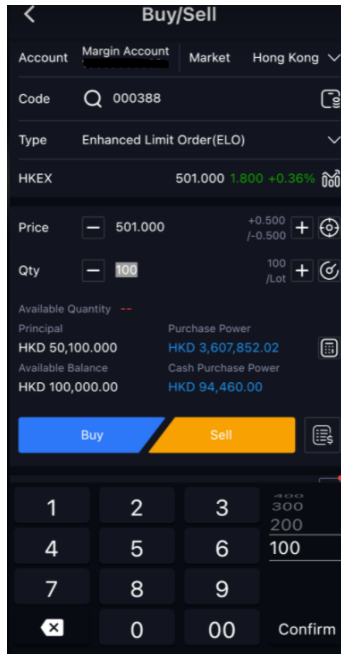 Buy/Sell
Account Margin Account Market Hong Kong
Code 000388
Type Enhanced Limit Order(ELO)
HKEX 501.000 1.800 +0.36%
Price 501.000 +0.500 /-0.500
Qty 100 100 /Lot
Available Quantity --
Principal Purchase Power
HKD 50,100.000 HKD 3,607,852.02
Available Balance Cash Purchase Power
HKD 100,000.00 HKD 94,460.00
Buy Sell
400
1 2 3 300
200
4 5 6 100
7 8 9
0 00 Confirm